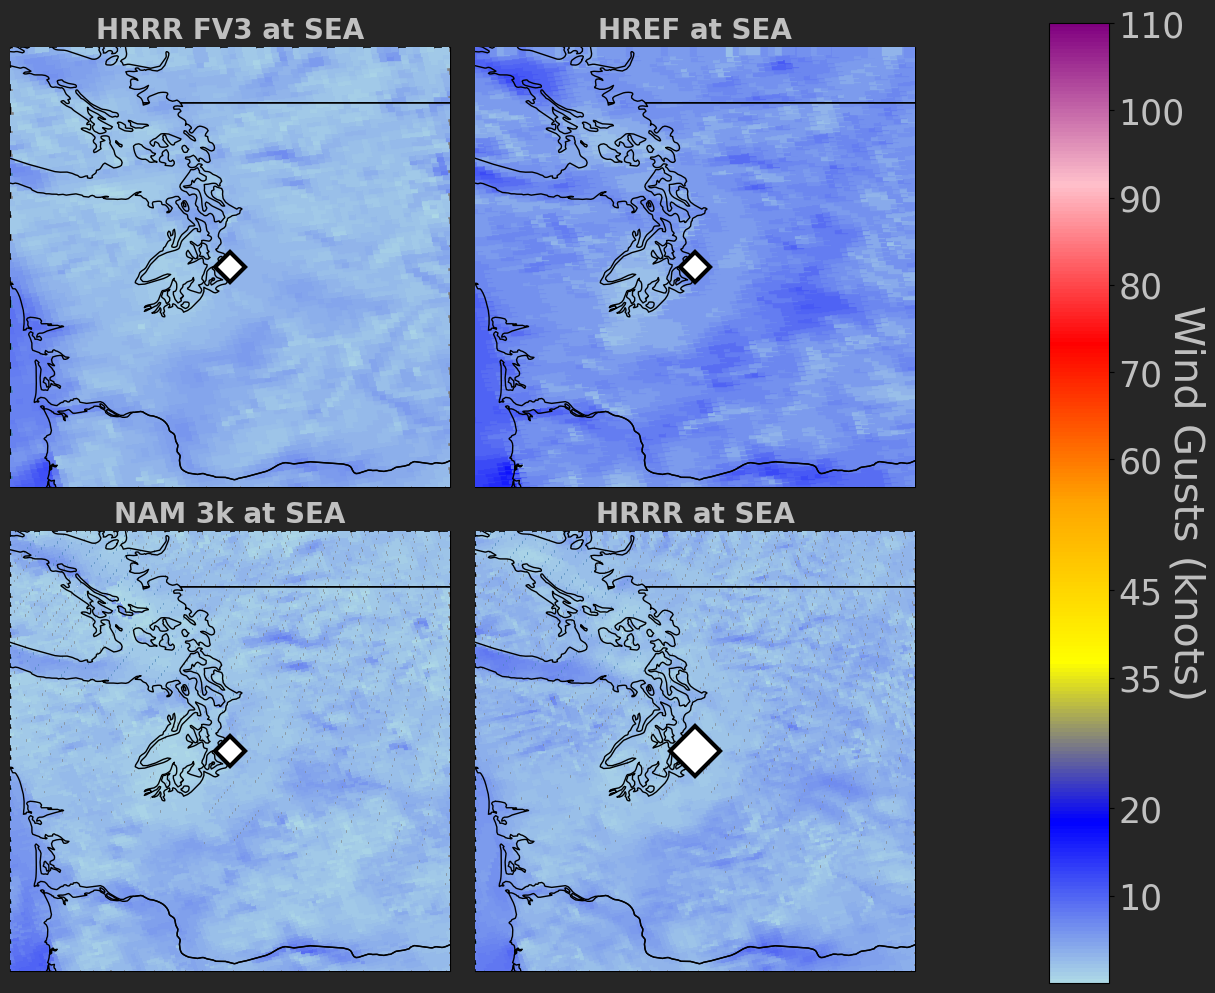 HRRR FV3 at SEA
HREF at SEA
NAM 3k at SEA
HRRR at SEA
110
100
90
80
70
60
45
35
20
10
Wind Gusts (knots)